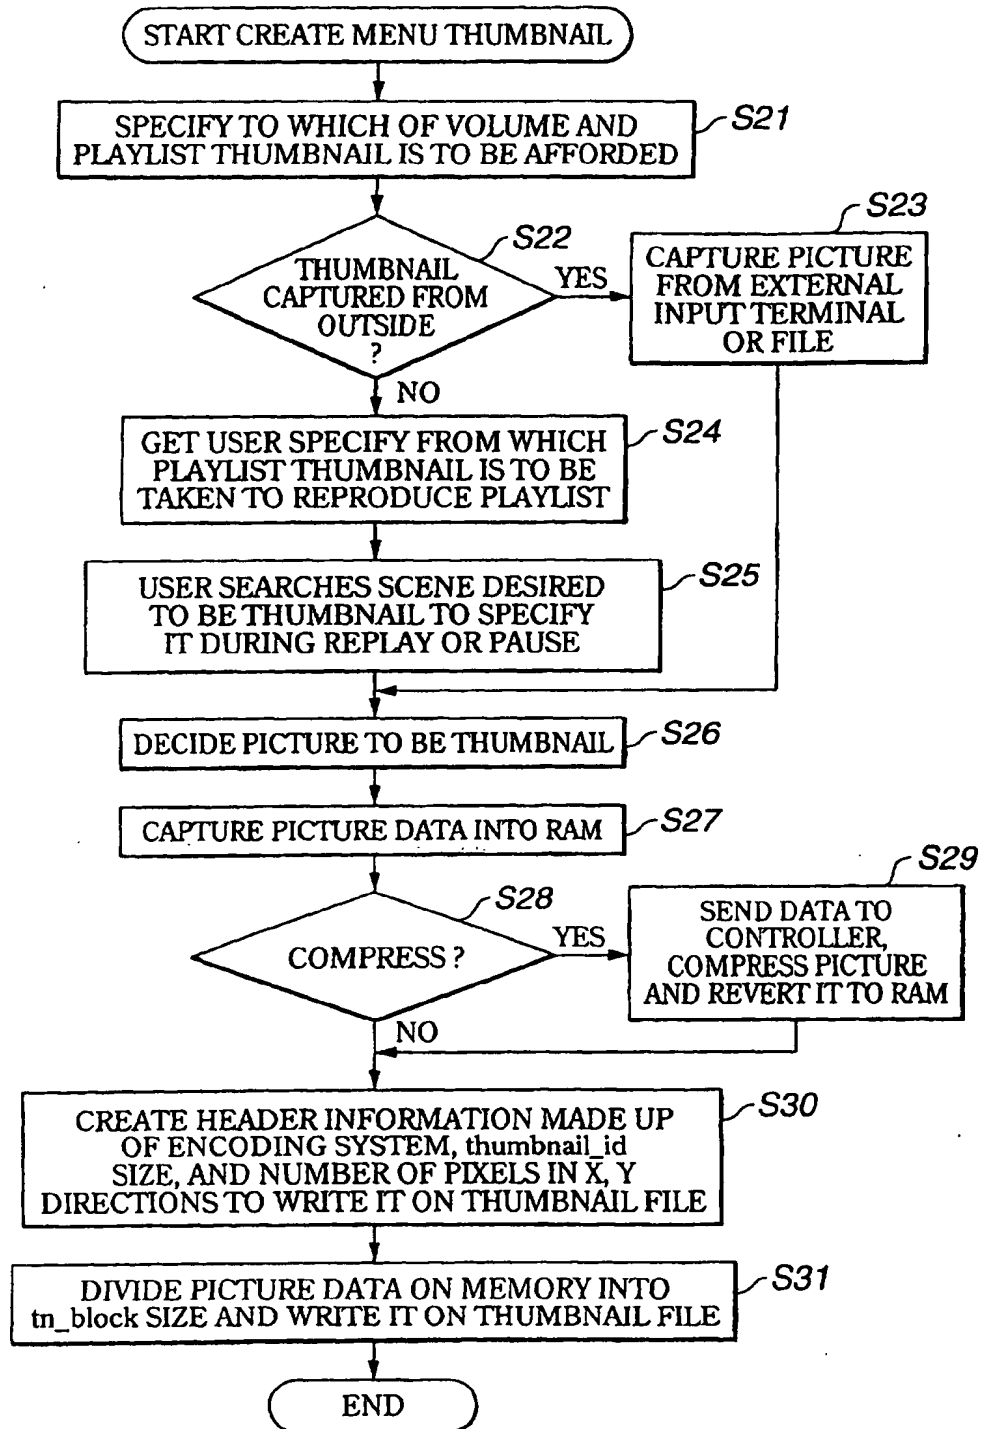 START CREATE MENU THUMBNAIL
SPECIFY TO WHICH OF VOLUME AND
PLAYLIST THUMBNAIL IS TO BE AFFORDED
S21
THUMBNAIL
CAPTURED FROM
OUTSIDE
?
S22
YES
NO
CAPTURE PICTURE
FROM EXTERNAL
INPUT TERMINAL
OR FILE
S23
GET USER SPECIFY FROM WHICH
PLAYLIST THUMBNAIL IS TO BE
TAKEN TO REPRODUCE PLAYLIST
S24
USER SEARCHES SCENE DESIRED
TO BE THUMBNAIL TO SPECIFY
IT DURING REPLAY OR PAUSE
S25
DECIDE PICTURE TO BE THUMBNAIL
S26
CAPTURE PICTURE DATA INTO RAM
S27
COMPRESS ?
S28
YES
NO
SEND DATA TO
CONTROLLER,
COMPRESS PICTURE
AND REVERT IT TO RAM
S29
CREATE HEADER INFORMATION MADE UP
OF ENCODING SYSTEM, thumbnail_id
SIZE, AND NUMBER OF PIXELS IN X, Y
DIRECTIONS TO WRITE IT ON THUMBNAIL FILE
S30
DIVIDE PICTURE DATA ON MEMORY INTO
tn_block SIZE AND WRITE IT ON THUMBNAIL FILE
S31
END